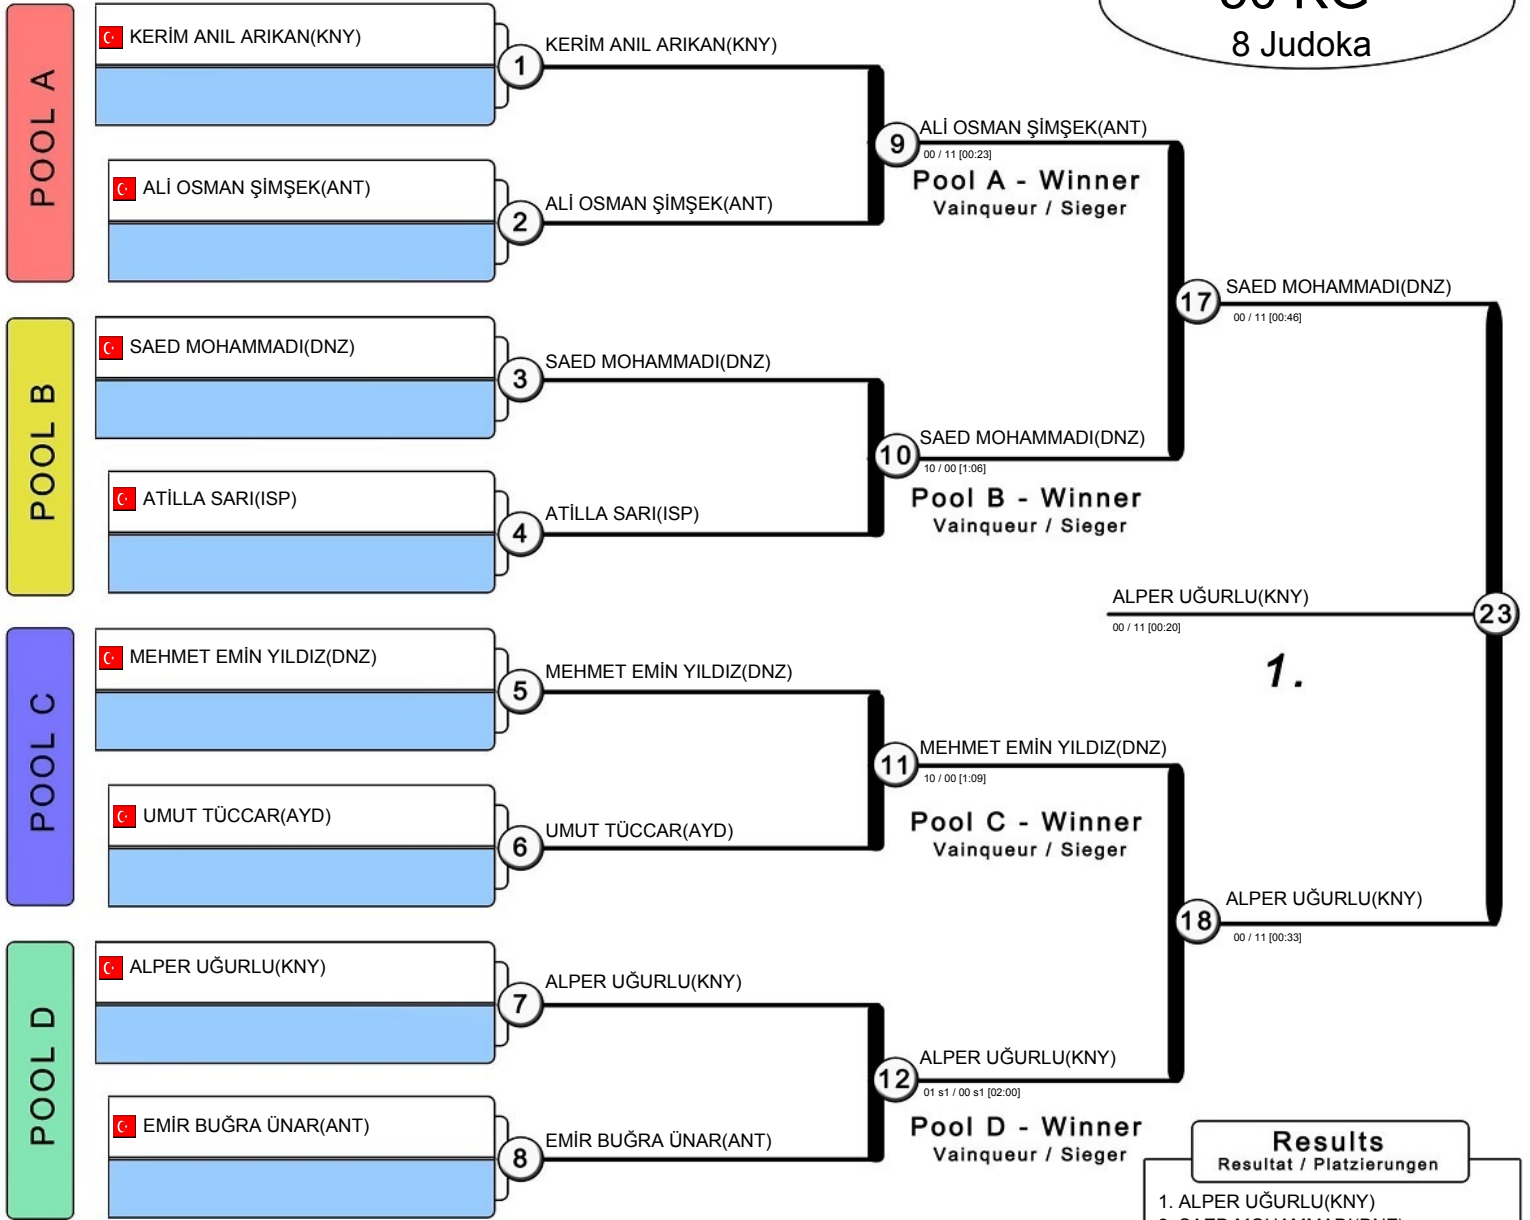 KG
8 Judoka
POOL A
KERİM ANIL ARIKAN(KNY)
1
KERİM ANIL ARIKAN(KNY)
ALİ OSMAN ŞİMŞEK(ANT)
2
ALİ OSMAN ŞİMŞEK(ANT)
9
ALİ OSMAN ŞİMŞEK(ANT)
00 / 11 [00:23]
Pool A - Winner
Vainqueur / Sieger
POOL B
SAED MOHAMMADI(DNZ)
3
SAED MOHAMMADI(DNZ)
ATİLLA SARI(ISP)
4
ATİLLA SARI(ISP)
10
SAED MOHAMMADI(DNZ)
10 / 00 [1:06]
Pool B - Winner
Vainqueur / Sieger
17
SAED MOHAMMADI(DNZ)
00 / 11 [00:46]
POOL C
MEHMET EMİN YILDIZ(DNZ)
5
MEHMET EMİN YILDIZ(DNZ)
UMUT TÜCCAR(AYD)
6
UMUT TÜCCAR(AYD)
11
MEHMET EMİN YILDIZ(DNZ)
10 / 00 [1:09]
Pool C - Winner
Vainqueur / Sieger
POOL D
ALPER UĞURLU(KNY)
7
ALPER UĞURLU(KNY)
EMİR BUĞRA ÜNAR(ANT)
8
EMİR BUĞRA ÜNAR(ANT)
12
ALPER UĞURLU(KNY)
01 s1 / 00 s1 [02:00]
Pool D - Winner
Vainqueur / Sieger
18
ALPER UĞURLU(KNY)
00 / 11 [00:33]
ALPER UĞURLU(KNY)
23
00 / 11 [00:20]
1.
Results
Resultat / Platzierungen
1. ALPER UĞURLU(KNY)
2. SAED MOHAMMADI(DNZ)